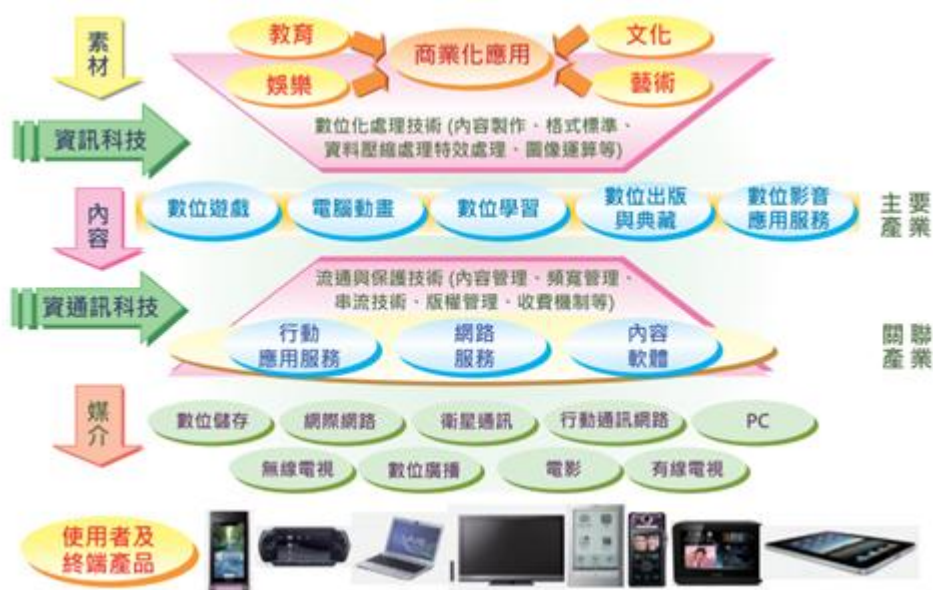 素材
教育
娛樂
商業化應用
文化
藝術
數位化處理技術 (內容製作、格式標準、
資料壓縮處理特效處理、圖像運算等)
資訊科技
內容
數位遊戲
電腦動畫
數位學習
數位出版
與典藏
數位影音
應用服務
主要
產業
流通與保護技術 (內容管理、頻寬管理、
串流技術、版權管理、收費機制等)
資通訊科技
行動
應用服務
網路
服務
內容
軟體
關聯
產業
媒介
數位儲存
網際網路
衛星通訊
行動通訊網路
PC
無線電視
數位廣播
電影
有線電視
使用者及
終端產品